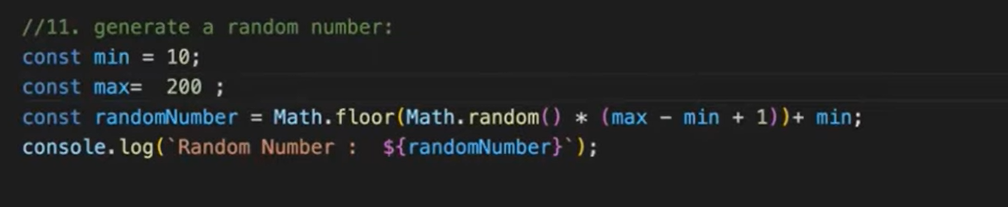 //11. generate a random number:
const min = 10;
const max=  200 ;
const randomNumber = Math.floor(Math.random() * (max - min + 1))+ min;
console.log(`Random Number :  ${randomNumber}`);